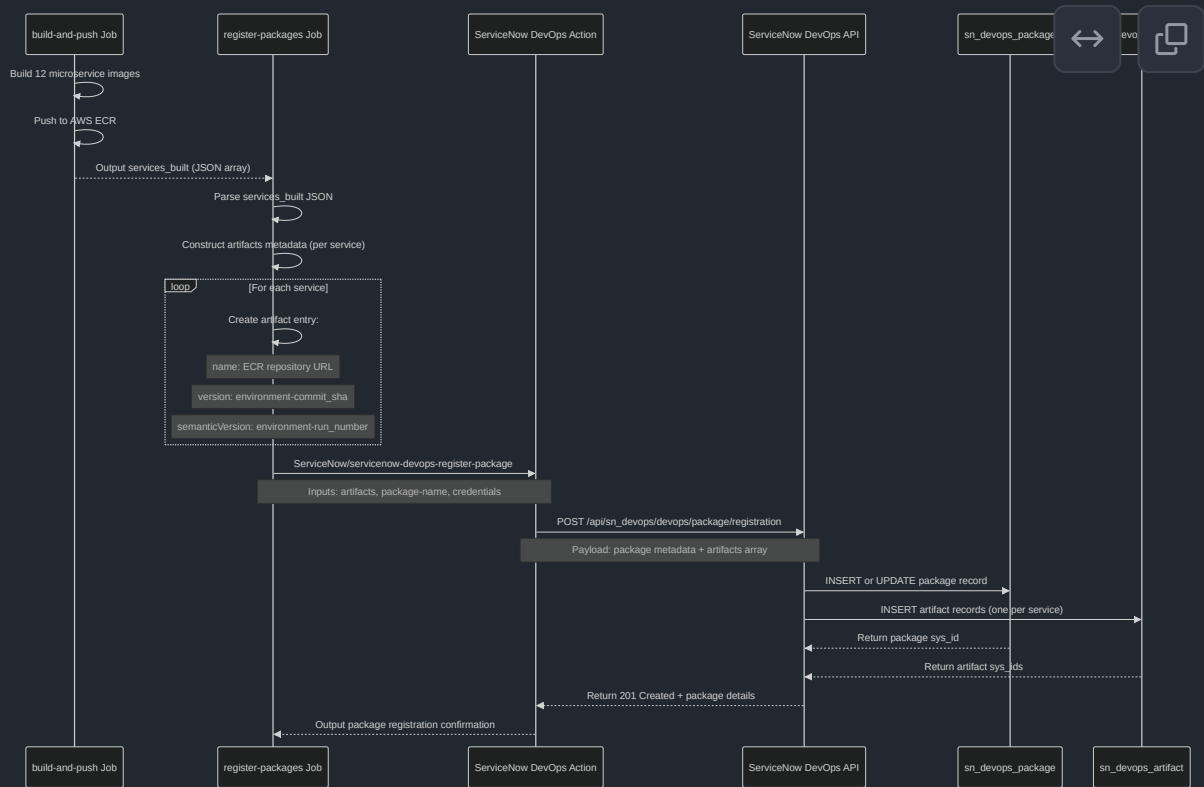 build-and-push Job
register-packages Job
ServiceNow DevOps Action
ServiceNow DevOps API
sn_devops_package
Build 12 microservice images
Push to AWS ECR
Output services_built (JSON array)
Parse services_built JSON
Construct artifacts metadata (per service)
loop
[For each service]
Create artifact entry:
name: ECR repository URL
version: environment-commit_sha
semanticVersion: environment-run_number
ServiceNow/servicenow-devops-register-package
Inputs: artifacts, package-name, credentials
POST /api/sn_devops/devops/package/registration
Payload: package metadata + artifacts array
INSERT or UPDATE package record
INSERT artifact records (one per service)
Return package sys_id
Return artifact sys_ids
Return 201 Created + package details
Output package registration confirmation
build-and-push Job
register-packages Job
ServiceNow DevOps Action
ServiceNow DevOps API
sn_devops_package
sn_devops_artifact